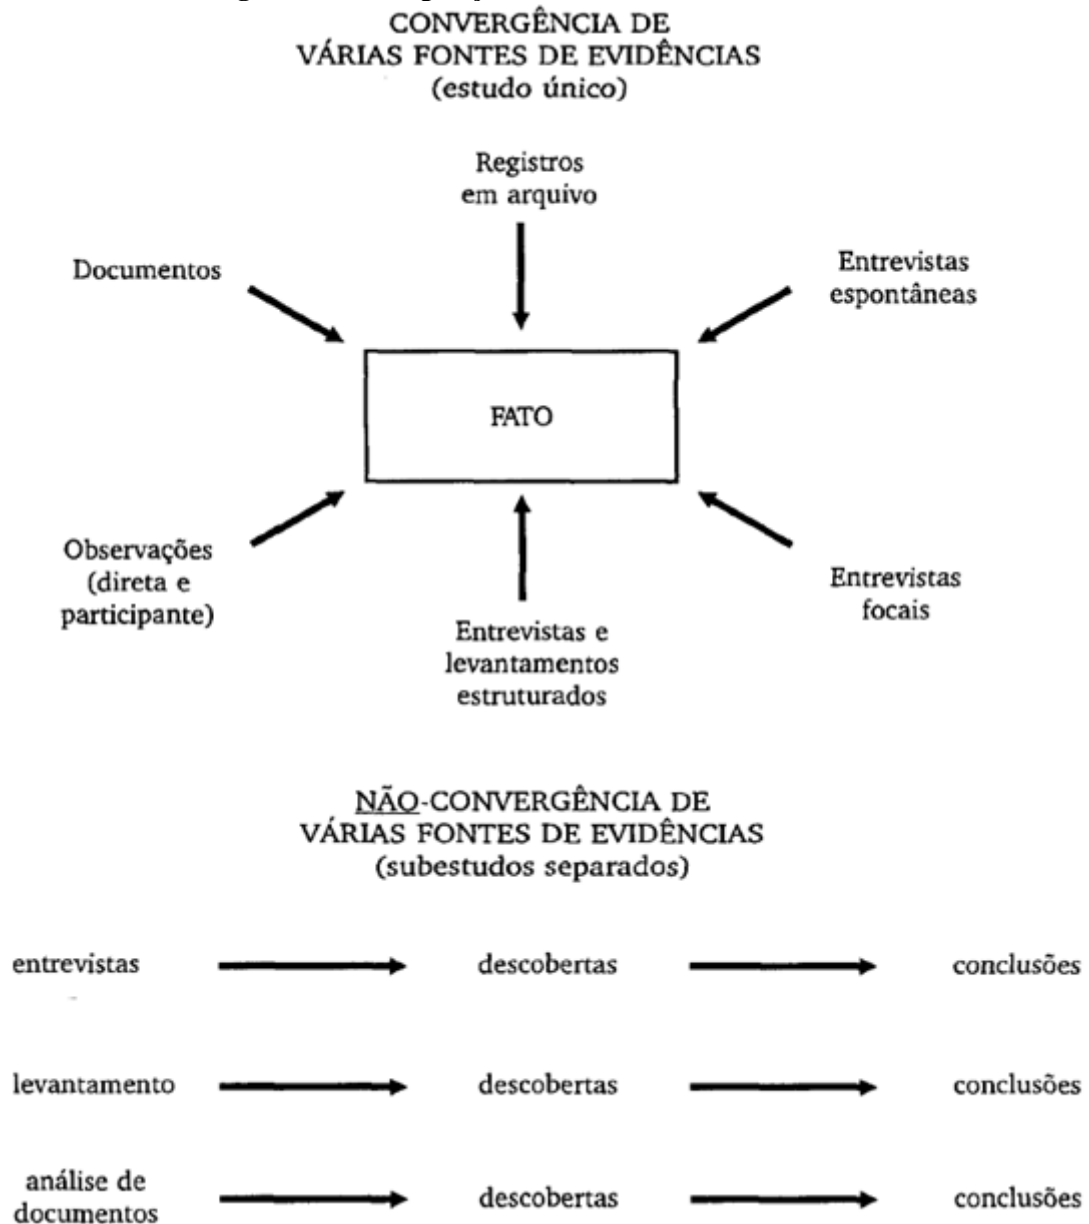 CONVERGÊNCIA DE
VÁRIAS FONTES DE EVIDÊNCIAS
(estudo único)
Registros
em arquivo
Documentos
Entrevistas
espontâneas
FATO
Observações
(direta e
participante)
Entrevistas e
levantamentos
estruturados
Entrevistas
focais
NÃO-CONVERGÊNCIA DE
VÁRIAS FONTES DE EVIDÊNCIAS
(subestudos separados)
entrevistas descobertas conclusões
levantamento descobertas conclusões
análise de
documentos descobertas conclusões